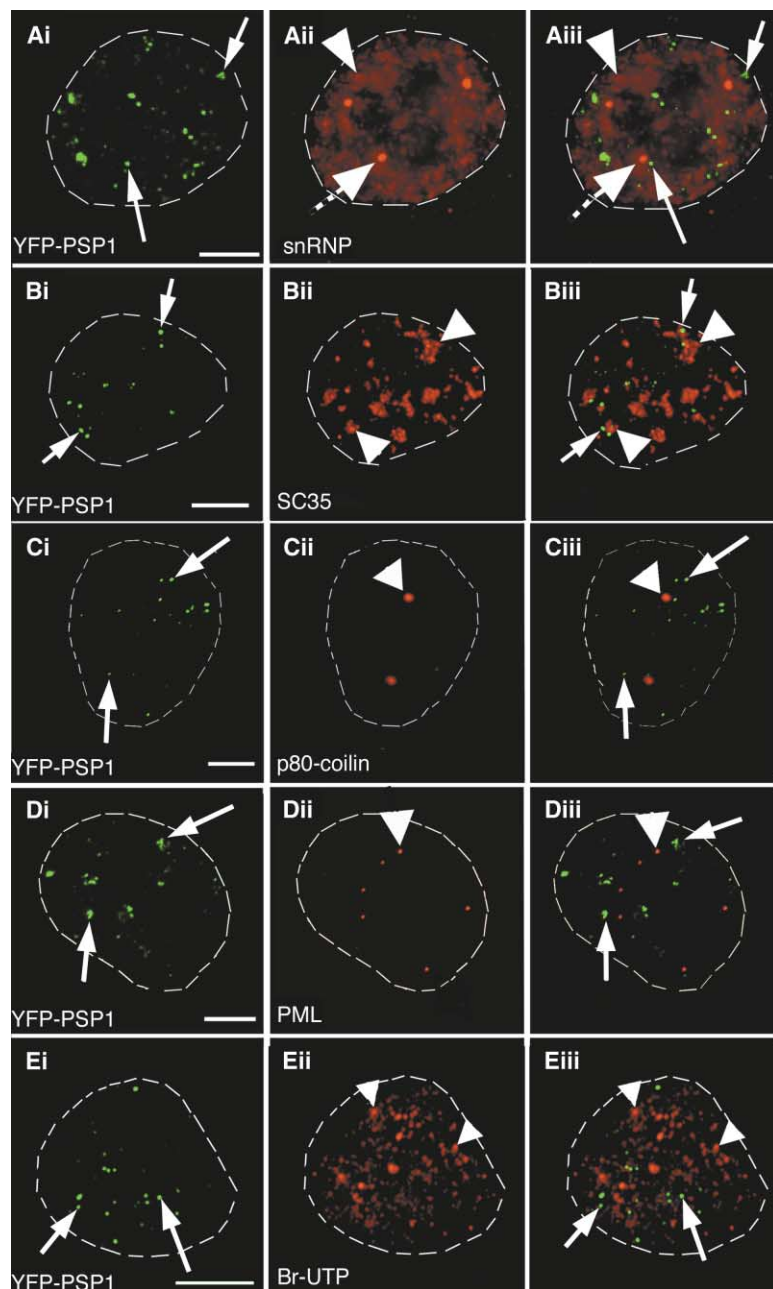 Ai
Aii
Aiii
YFP-PSP1
snRNP
Bi
Bii
Biii
YFP-PSP1
SC35
Ci
Cii
Ciii
YFP-PSP1
p80-coilin
Di
Dii
Diii
YFP-PSP1
PML
Ei
Eii
Eiii
YFP-PSP1
Br-UTP